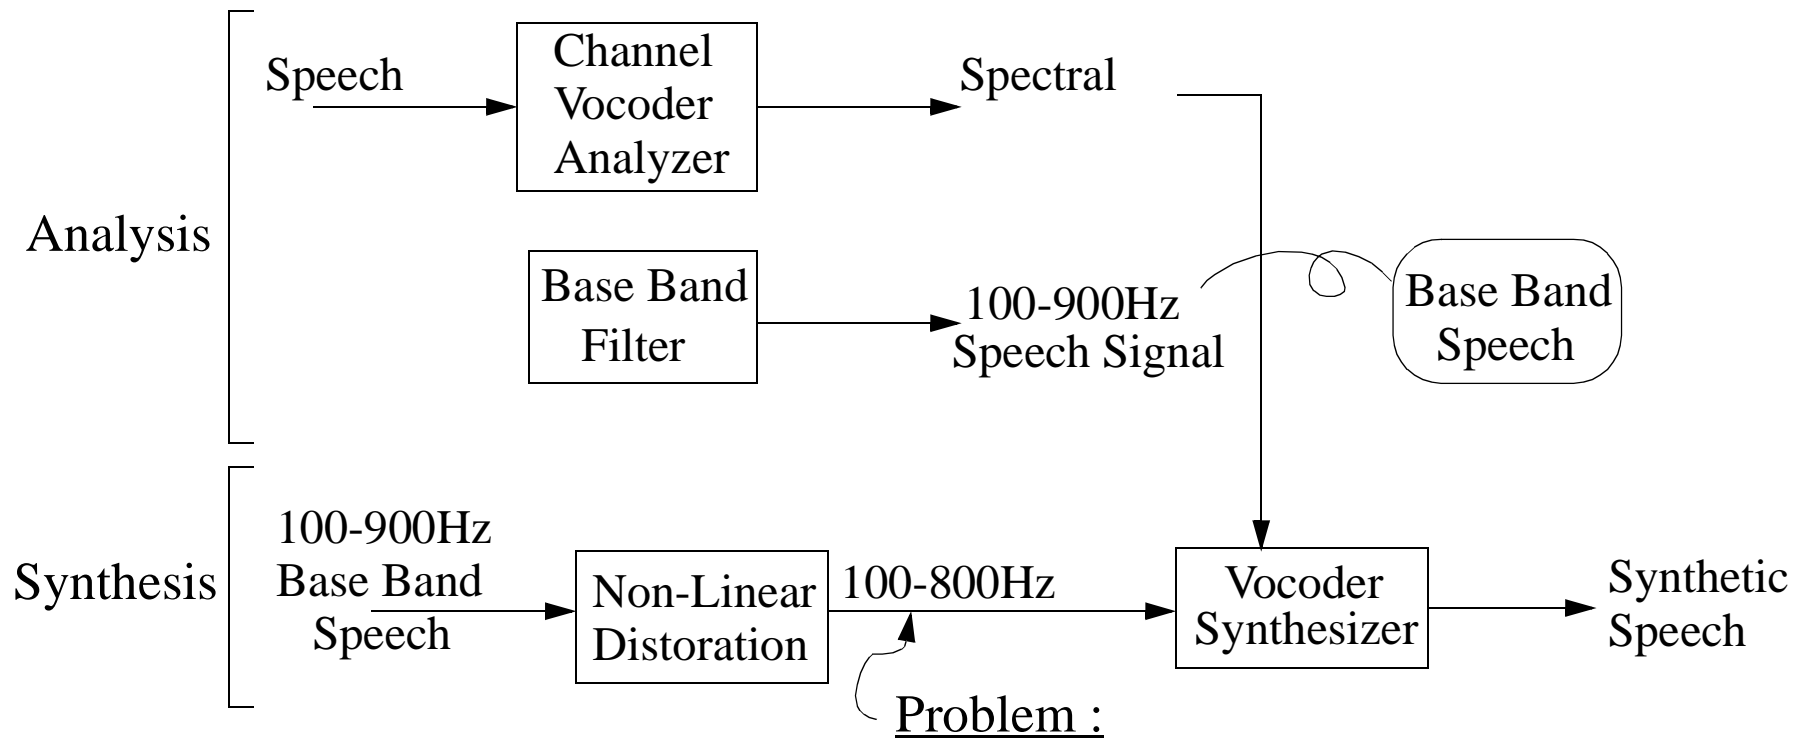 Analysis
Speech
Channel
Vocoder
Analyzer
Spectral
Base Band
Filter
100-900Hz
Speech Signal
Base Band
Speech
Synthesis
100-900Hz
Base Band
Speech
Non-Linear
Distoration
100-800Hz
Problem :
Vocoder
Synthesizer
Synthetic
Speech